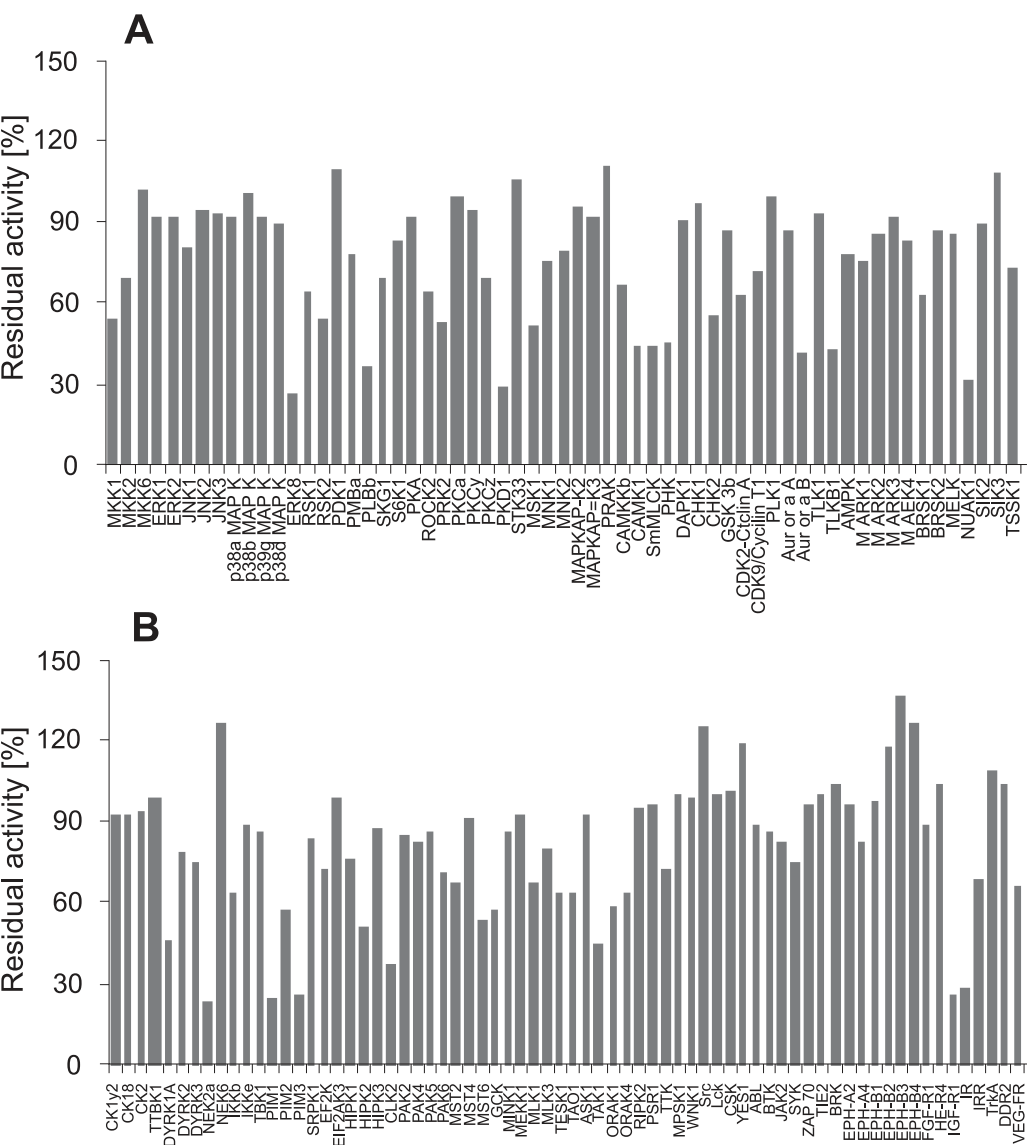 A
Residual activity [%]
150
120
90
60
30
0
MKK1
MKK2
MKK6
ERK1
ERK2
JNK1
JNK2
JNK3
p38a MAP K
p38b MAP K
p39g MAP K
p38d MAP K
ERK8
RSK1
RSK2
PDK1
PMBa
PLBb
SKG1
S6K1
PKA
ROCK2
PRK2
PKCa
PKCy
PKCz
PKD1
STK33
MSK1
MNK1
MNK2
MAPKAP-K2
MAPKAP=K3
PRAK
CAMKkb
CAMK1
SmMLCK
PHK
DAPK1
CHK1
CHK2
GSK 3b
CDK2-Ctclin A
CDK9/Cyclin T1
PLK1
Aur or a A
Aur or a B
TLK1
TLKB1
AMPK
M ARK1
M ARK2
M ARK3
M AEK4
BRSK1
BRSK2
MELK
NUAK1
SIK2
SIK3
TSSK1
B
Residual activity [%]
150
120
90
60
30
0
CK1y2
CK18
CK2
TTBK1
DYRK1A
DYRK2
DYRK3
NEK2a
NEK6
IKKb
IKKe
TBK1
PIM1
PIM2
PIM3
SRPK1
EF2K
EIF2AK3
HIPK1
HIPK2
HIPK3
CLK2
PAK2
PAK4
PAK5
PAK6
MST2
MST4
MST6
GCK
MINK1
MEKK1
MLK1
MLK3
TESK1
TAO1
ASK1
TAK1
ORAK1
ORAK4
RIPK2
PSR1
TTK
MPSK1
WNK1
Src
Lck
CSK
YES1
ABL
BTK
JAK2
SYK
ZAP 70
TIE2
BRK
EPH-A2
EPH-A4
EPH-B1
EPH-B2
EPH-B3
EPH-B4
FGF-R1
HE-R4
IGF-R1
IR
IRR
TrkA
DDR2
VEG-FR